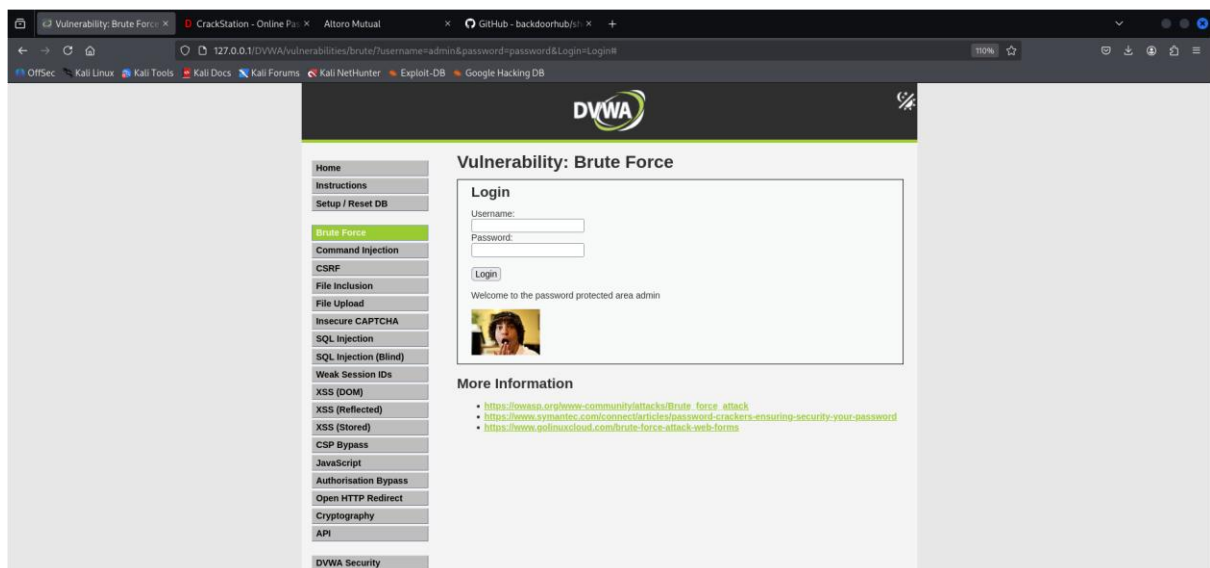 Vulnerability: Brute Force
CrackStation - Online Pas
Altoro Mutual
GitHub - backdoorhub/sh
127.0.0.1/DVWA/vulnerabilities/brute/?username=admin&password=password&Login=Login#
110%
OffSec Kali Linux Kali Tools Kali Docs Kali Forums Kali NetHunter Exploit-DB Google Hacking DB
DVWA
Home
Instructions
Setup / Reset DB
Brute Force
Command Injection
CSRF
File Inclusion
File Upload
Insecure CAPTCHA
SQL Injection
SQL Injection (Blind)
Weak Session IDs
XSS (DOM)
XSS (Reflected)
XSS (Stored)
CSP Bypass
JavaScript
Authorisation Bypass
Open HTTP Redirect
Cryptography
API
DVWA Security
Vulnerability: Brute Force
Login
Username:
Password:
Login
Welcome to the password protected area admin
More Information
https://owasp.org/www-community/attacks/Brute_force_attack
https://www.symantec.com/connect/articles/password-crackers-ensuring-security-your-password
https://www.golinuxcloud.com/brute-force-attack-web-forms